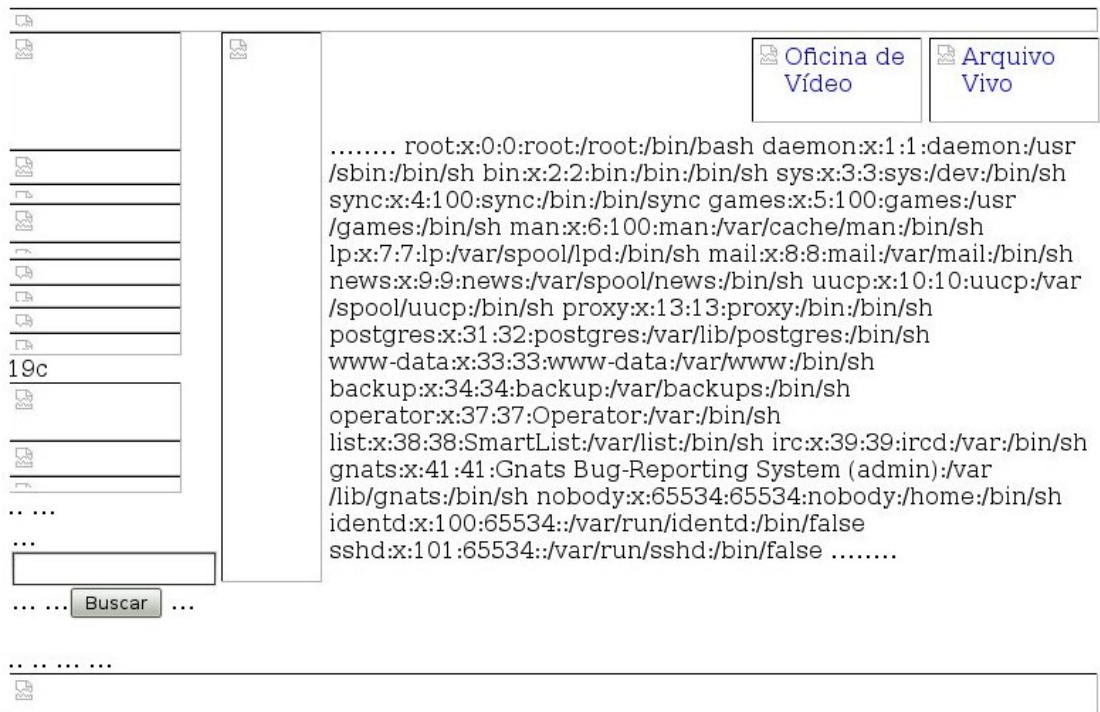 Oficina de
Vídeo
Arquivo
Vivo
........ root:x:0:0:root:/root:/bin/bash daemon:x:1:1:daemon:/usr
/sbin:/bin/sh bin:x:2:2:bin:/bin:/bin/sh sys:x:3:3:sys:/dev:/bin/sh
sync:x:4:100:sync:/bin:/bin/sync games:x:5:100:games:/usr
/games:/bin/sh man:x:6:100:man:/var/cache/man:/bin/sh
lp:x:7:7:lp:/var/spool/lpd:/bin/sh mail:x:8:8:mail:/var/mail:/bin/sh
news:x:9:9:news:/var/spool/news:/bin/sh uucp:x:10:10:uucp:/var
/spool/uucp:/bin/sh proxy:x:13:13:proxy:/bin:/bin/sh
postgres:x:31:32:postgres:/var/lib/postgres:/bin/sh
www-data:x:33:33:www-data:/var/www:/bin/sh
backup:x:34:34:backup:/var/backups:/bin/sh
operator:x:37:37:Operator:/var:/bin/sh
list:x:38:38:SmartList:/var/list:/bin/sh irc:x:39:39:ircd:/var:/bin/sh
gnats:x:41:41:Gnats Bug-Reporting System (admin):/var
/lib/gnats:/bin/sh nobody:x:65534:65534:nobody:/home:/bin/sh
identd:x:100:65534::/var/run/identd:/bin/false
sshd:x:101:65534::/var/run/sshd:/bin/false ........
19c
.. ...
...
... ... Buscar ...
.. .. ... ...